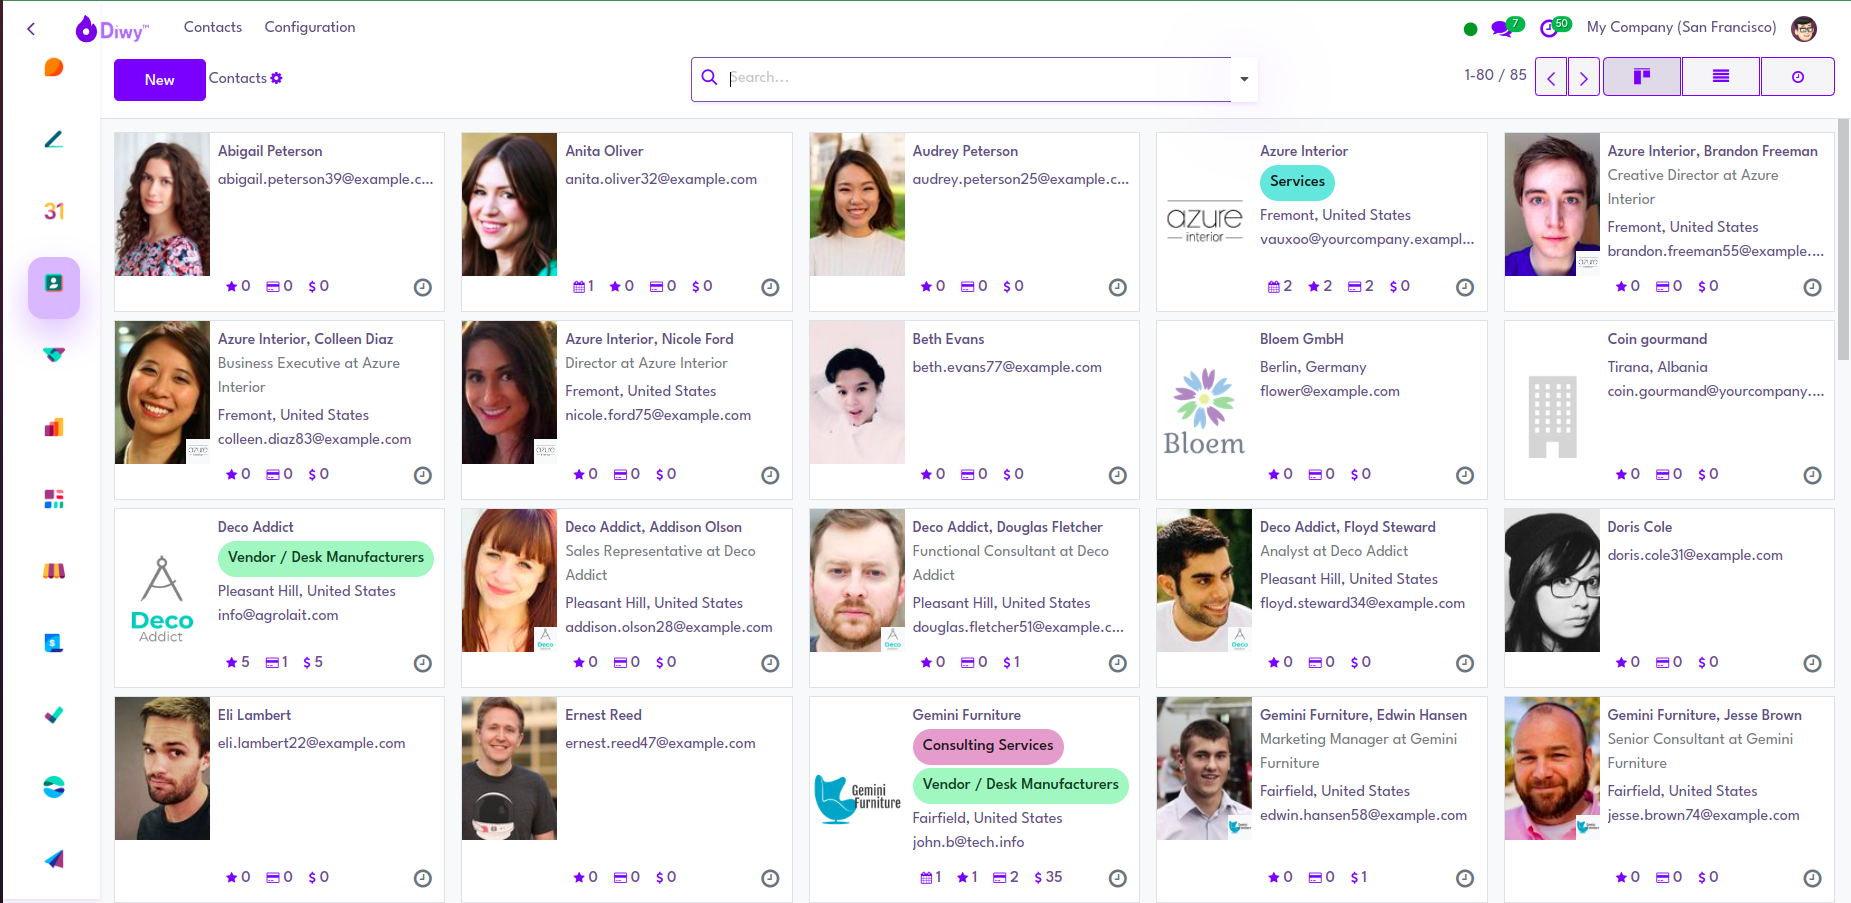 Diwy™
Contacts
Configuration
7
50
My Company (San Francisco)
New
Contacts
Search...
1-80 / 85
31
Abigail Peterson
abigail.peterson39@example.c...
0 0 $ 0
Anita Oliver
anita.oliver32@example.com
1 0 0 $ 0
Audrey Peterson
audrey.peterson25@example.c...
0 0 $ 0
azure
interior
Azure Interior
Services
Fremont, United States
vauxoo@yourcompany.exampl...
2 2 2 $ 0
azure
Azure Interior, Brandon Freeman
Creative Director at Azure
Interior
Fremont, United States
brandon.freeman55@example....
0 0 $ 0
azure
Azure Interior, Colleen Diaz
Business Executive at Azure
Interior
Fremont, United States
colleen.diaz83@example.com
0 0 $ 0
azure
Azure Interior, Nicole Ford
Director at Azure Interior
Fremont, United States
nicole.ford75@example.com
0 0 $ 0
Beth Evans
beth.evans77@example.com
0 0 $ 0
Bloem
Bloem GmbH
Berlin, Germany
flower@example.com
0 0 $ 0
Coin gourmand
Tirana, Albania
coin.gourmand@yourcompany....
0 0 $ 0
Deco
Addict
Deco Addict
Vendor / Desk Manufacturers
Pleasant Hill, United States
info@agrolait.com
5 1 $ 5
Deco
Deco Addict, Addison Olson
Sales Representative at Deco
Addict
Pleasant Hill, United States
addison.olson28@example.com
0 0 $ 0
Deco
Deco Addict, Douglas Fletcher
Functional Consultant at Deco
Addict
Pleasant Hill, United States
douglas.fletcher51@example.c...
0 0 $ 1
Deco
Deco Addict, Floyd Steward
Analyst at Deco Addict
Pleasant Hill, United States
floyd.steward34@example.com
0 0 $ 0
Doris Cole
doris.cole31@example.com
0 0 $ 0
Eli Lambert
eli.lambert22@example.com
0 0 $ 0
Ernest Reed
ernest.reed47@example.com
0 0 $ 0
Gemini
Furniture
Gemini Furniture
Consulting Services
Vendor / Desk Manufacturers
Fairfield, United States
john.b@tech.info
1 1 2 $ 35
Gemini Furniture, Edwin Hansen
Marketing Manager at Gemini
Furniture
Fairfield, United States
edwin.hansen58@example.com
0 0 $ 1
Gemini Furniture, Jesse Brown
Senior Consultant at Gemini
Furniture
Fairfield, United States
jesse.brown74@example.com
0 0 $ 0